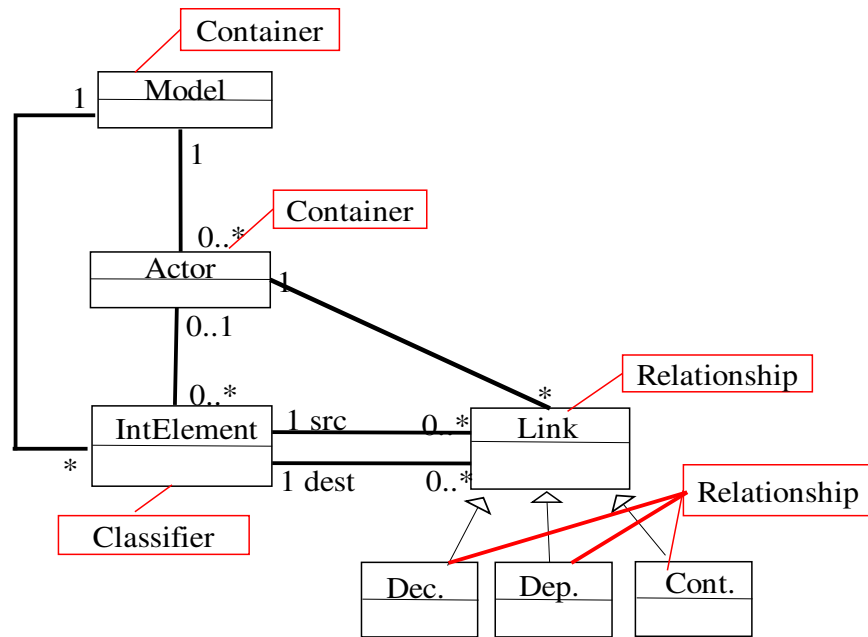 Container
Model
1
1
Container
0..*
Actor
1
0..1
Relationship
0..*
*
1 src
0..*
Link
IntElement
*
1 dest
0..*
Relationship
Classifier
Dec.
Dep.
Cont.